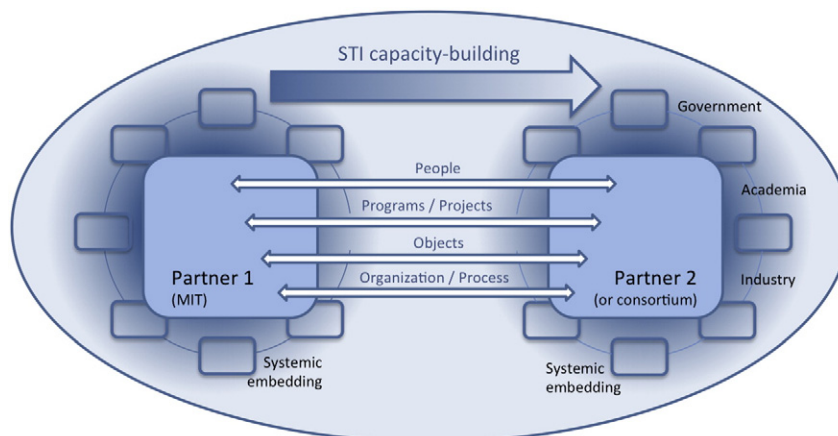 STI capacity-building
Government
People
Academia
Programs / Projects
Objects
Partner 1
(MIT)
Organization / Process
Partner 2
(or consortium)
Industry
Systemic
embedding
Systemic
embedding